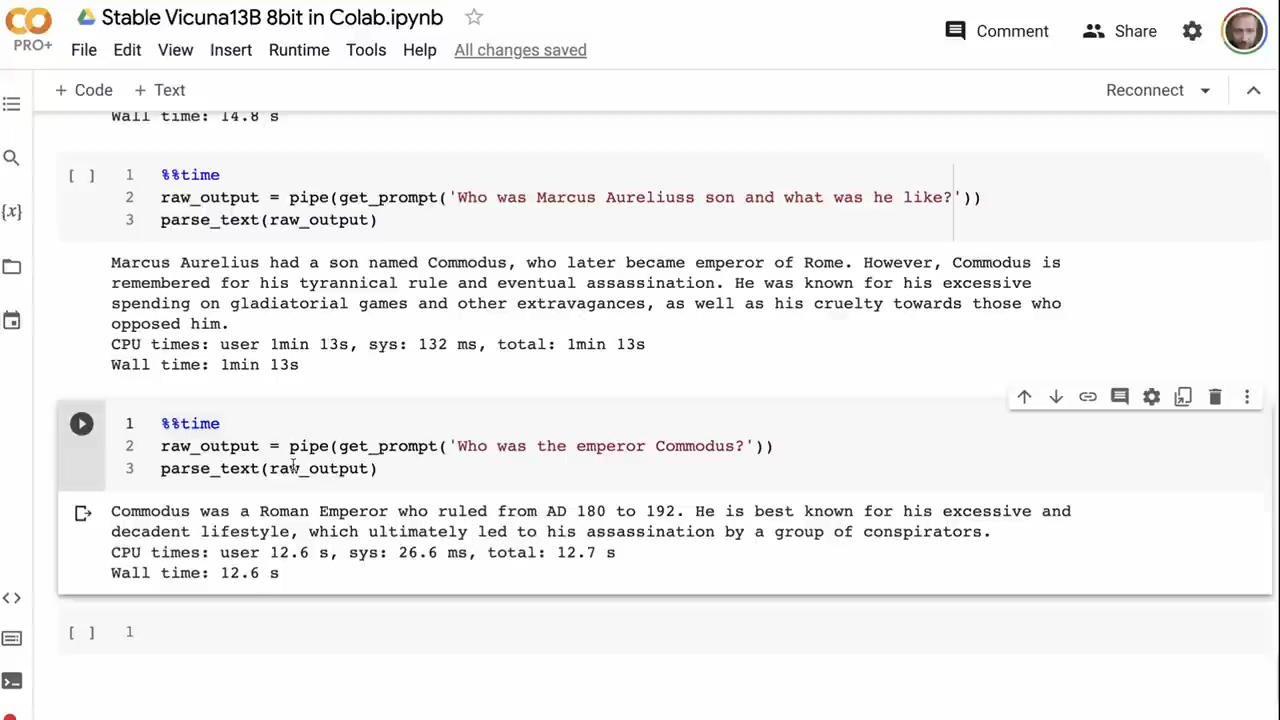 Stable Vicuna13B 8bit in Colab.ipynb
PRO+
File Edit View Insert Runtime Tools Help All changes saved
Comment Share
+ Code + Text
Reconnect
Wall time: 14.8 s
[ ] 1 %%time
2 raw_output = pipe(get_prompt('Who was Marcus Aureliuss son and what was he like?'))
3 parse_text(raw_output)
Marcus Aurelius had a son named Commodus, who later became emperor of Rome. However, Commodus is
remembered for his tyrannical rule and eventual assassination. He was known for his excessive
spending on gladiatorial games and other extravagances, as well as his cruelty towards those who
opposed him.
CPU times: user 1min 13s, sys: 132 ms, total: 1min 13s
Wall time: 1min 13s
1 %%time
2 raw_output = pipe(get_prompt('Who was the emperor Commodus?'))
3 parse_text(raw_output)
Commodus was a Roman Emperor who ruled from AD 180 to 192. He is best known for his excessive and
decadent lifestyle, which ultimately led to his assassination by a group of conspirators.
CPU times: user 12.6 s, sys: 26.6 ms, total: 12.7 s
Wall time: 12.6 s
[ ] 1